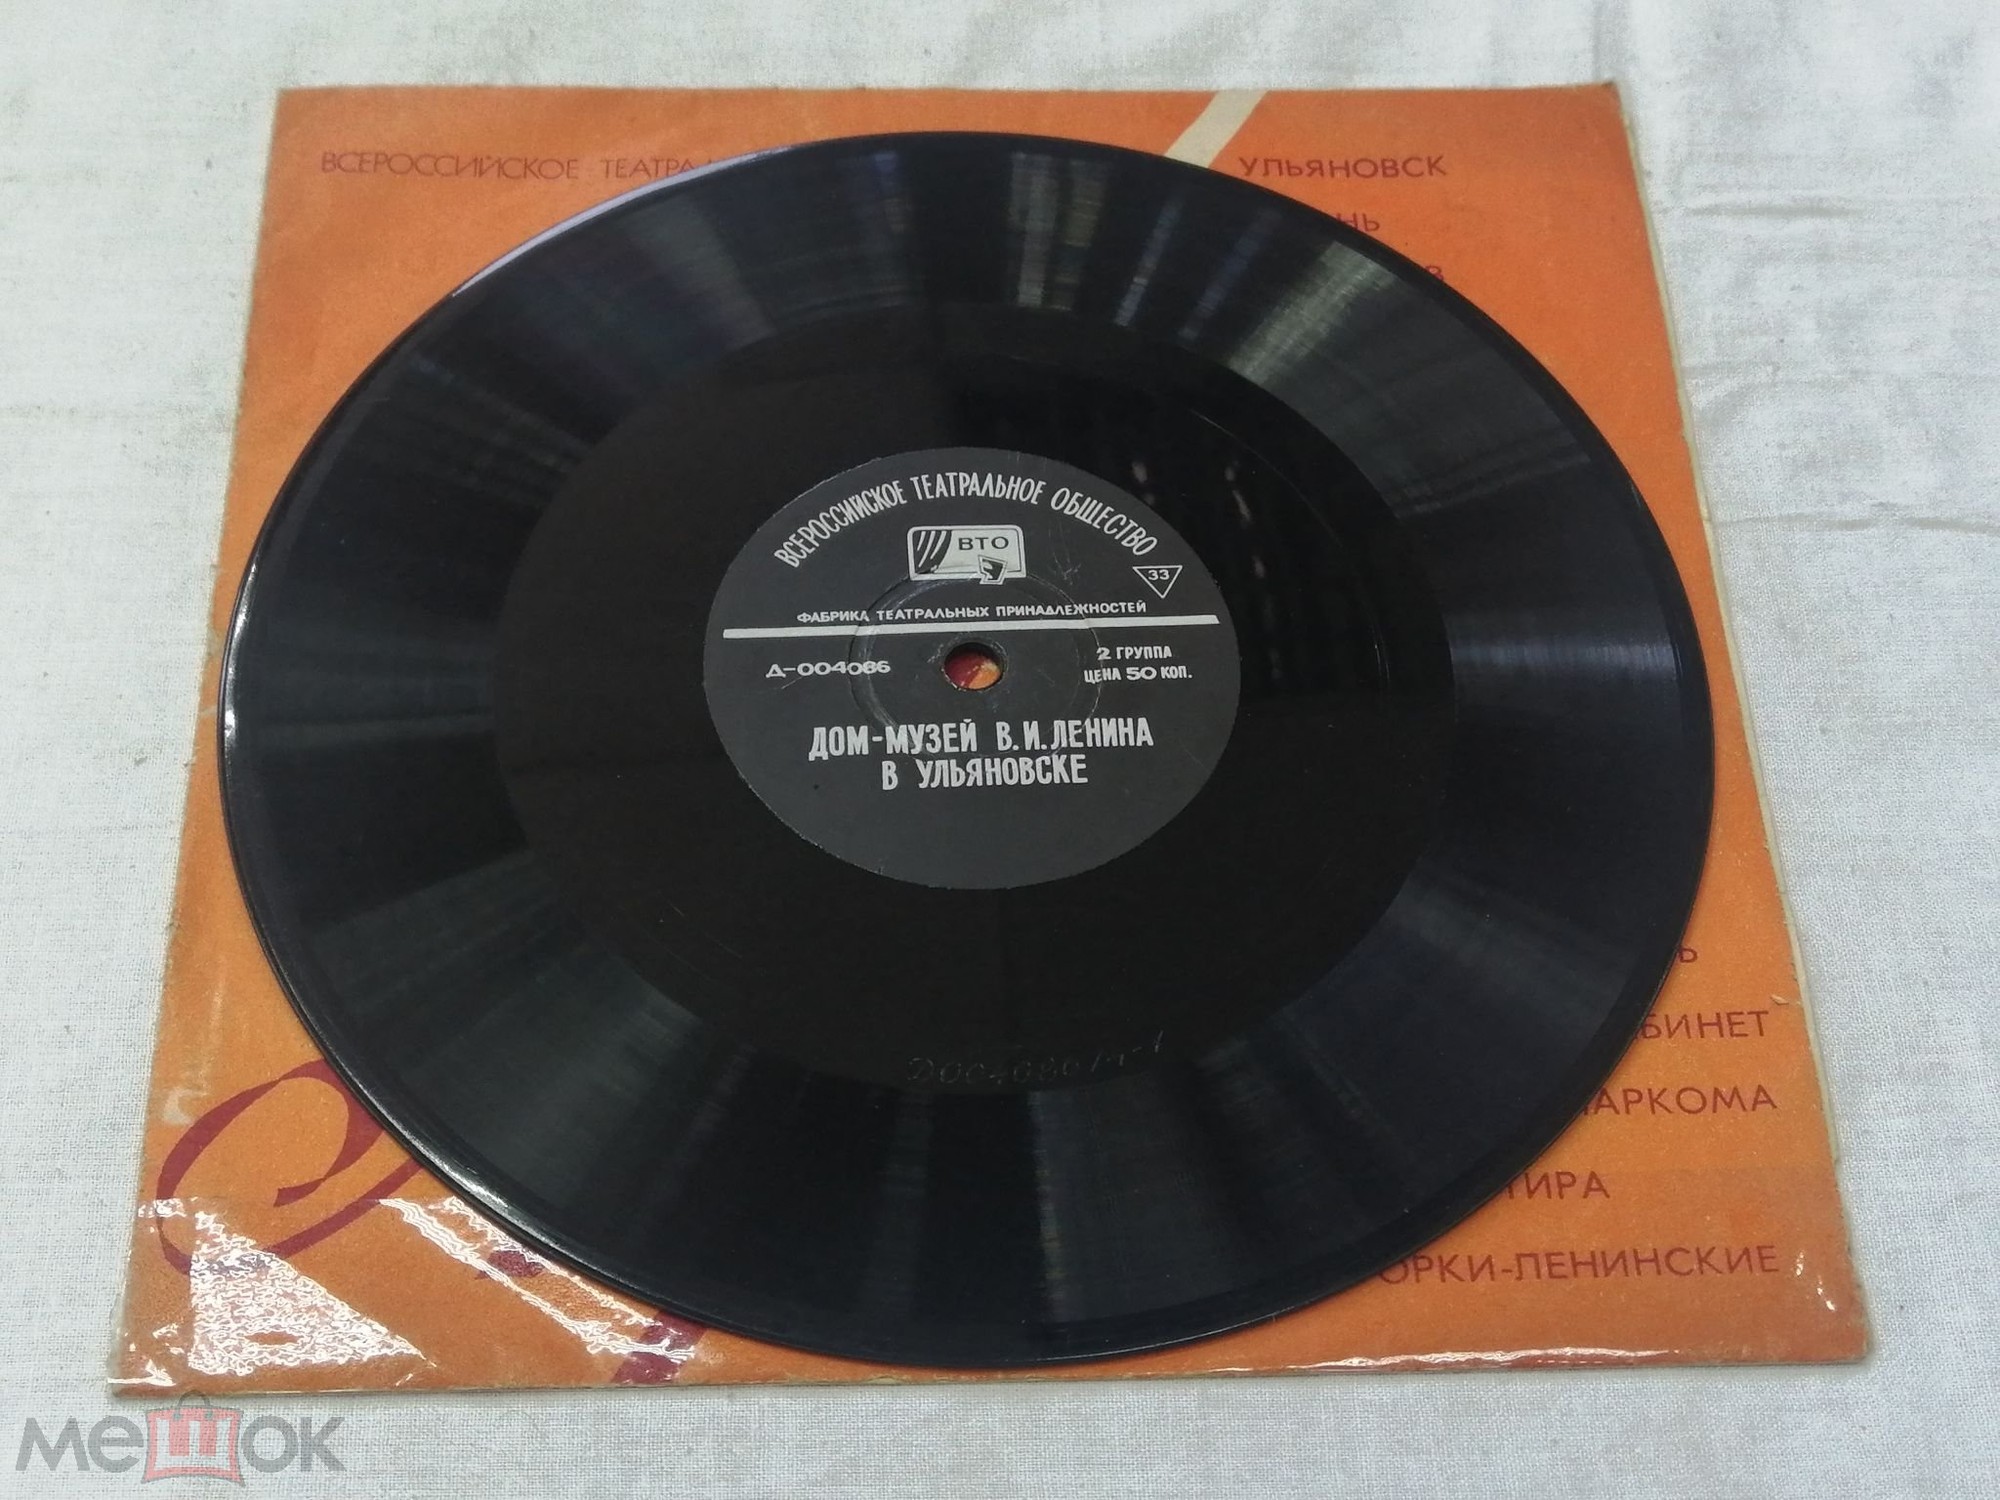 ВСЕРОССИЙСКОЕ
УЛЬЯНОВСК
ВСЕРОССИЙСКОЕ ТЕАТРАЛЬНОЕ ОБЩЕСТВО
ВТО
33
ФАБРИКА ТЕАТРАЛЬНЫХ ПРИНАДЛЕЖНОСТЕЙ
Д-004086
2 ГРУППА
ЦЕНА 50 КОП.
ДОМ-МУЗЕЙ В.И.ЛЕНИНА
В УЛЬЯНОВСКЕ
БИНЕТ
АРКОМА
ТИРА
ОРКИ-ЛЕНИНСКИЕ
мешок